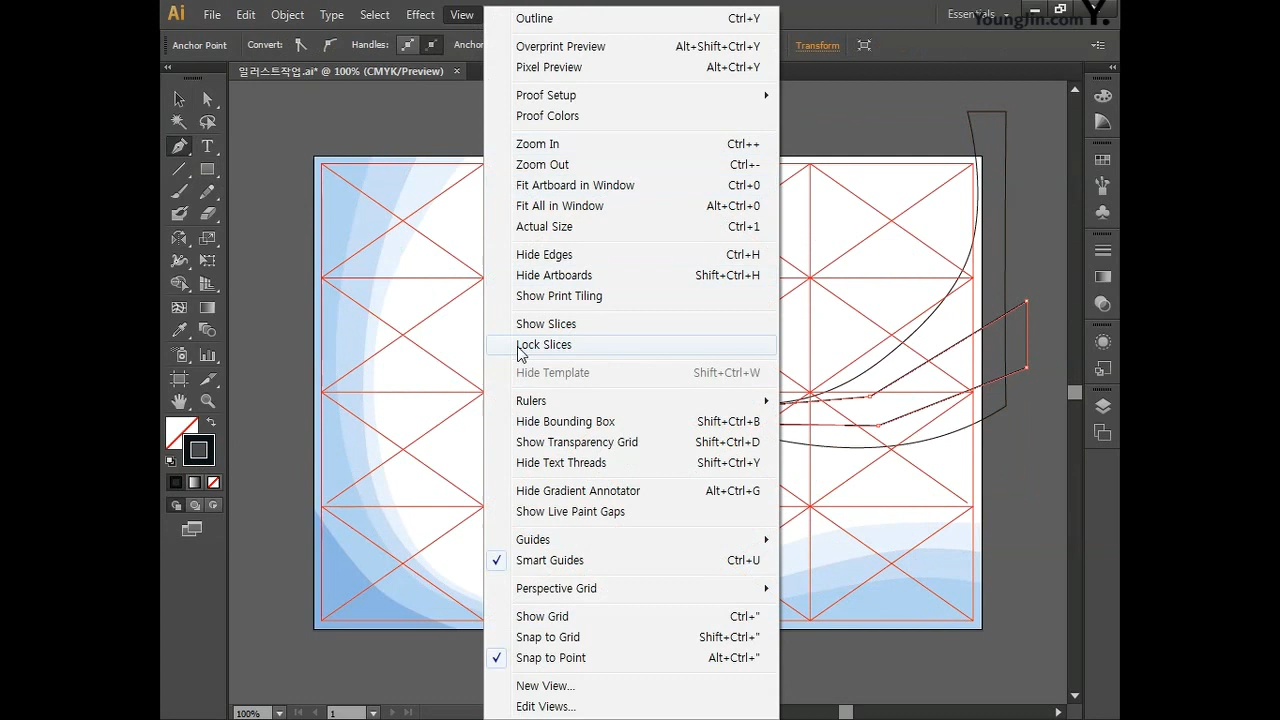 Ai File Edit Object Type Select Effect View Essentials
Youngjin.com Y.
Anchor Point Convert: Handles: Anchor Transform
일러스트작업.ai* @ 100% (CMYK/Preview) ×
Outline Ctrl+Y
Overprint Preview Alt+Shift+Ctrl+Y
Pixel Preview Alt+Ctrl+Y
Proof Setup
Proof Colors
Zoom In Ctrl++
Zoom Out Ctrl+-
Fit Artboard in Window Ctrl+0
Fit All in Window Alt+Ctrl+0
Actual Size Ctrl+1
Hide Edges Ctrl+H
Hide Artboards Shift+Ctrl+H
Show Print Tiling
Show Slices
Lock Slices
Hide Template Shift+Ctrl+W
Rulers
Hide Bounding Box Shift+Ctrl+B
Show Transparency Grid Shift+Ctrl+D
Hide Text Threads Shift+Ctrl+Y
Hide Gradient Annotator Alt+Ctrl+G
Show Live Paint Gaps
Guides
Smart Guides Ctrl+U
Perspective Grid
Show Grid Ctrl+"
Snap to Grid Shift+Ctrl+"
Snap to Point Alt+Ctrl+"
New View...
Edit Views...
100% 1